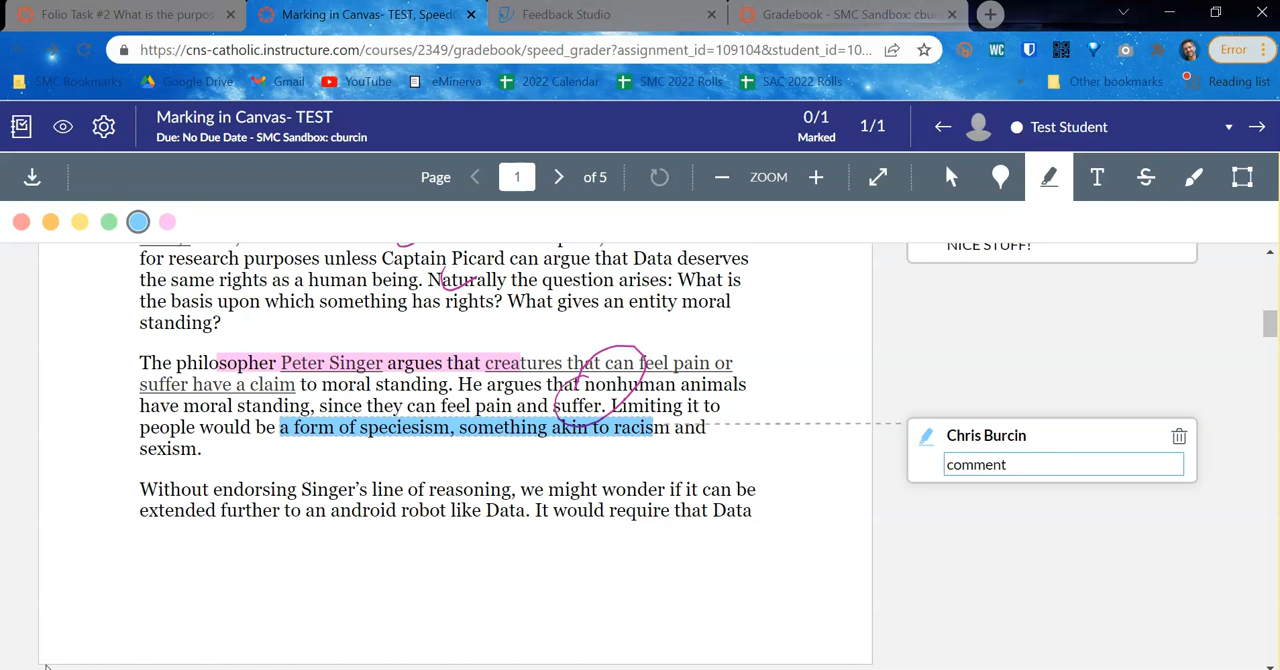 Folio Task #2 What is the purpos
Marking in Canvas- TEST, SpeedG
Feedback Studio
Gradebook - SMC Sandbox: cbur
https://cns-catholic.instructure.com/courses/2349/gradebook/speed_grader?assignment_id=109104&student_id=10...
WC
Error
SMC Bookmarks
Google Drive
Gmail
YouTube
eMinerva
2022 Calendar
SMC 2022 Rolls
SAC 2022 Rolls
Other bookmarks
Reading list
Marking in Canvas- TEST
Due: No Due Date - SMC Sandbox: cburcin
0/1
Marked
1/1
Test Student
Page
1
of 5
ZOOM
T
S
NICE STUFF!
for research purposes unless Captain Picard can argue that Data deserves
the same rights as a human being. Naturally the question arises: What is
the basis upon which something has rights? What gives an entity moral
standing?
The philosopher Peter Singer argues that creatures that can feel pain or
suffer have a claim to moral standing. He argues that nonhuman animals
have moral standing, since they can feel pain and suffer. Limiting it to
people would be a form of speciesism, something akin to racism and
sexism.
Chris Burcin
comment
Without endorsing Singer's line of reasoning, we might wonder if it can be
extended further to an android robot like Data. It would require that Data